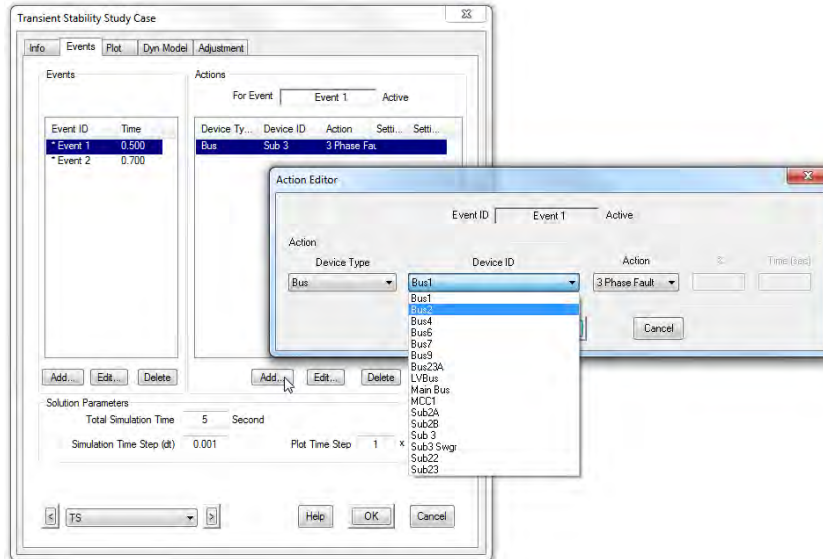 Transient Stability Study Case
Info Events Plot Dyn Model Adjustment
Events
Event ID Time
* Event 1 0.500
* Event 2 0.700
Add... Edit... Delete
Actions
For Event Event 1 Active
Device Ty... Device ID Action Setti... Setti...
Bus Sub 3 3 Phase Fau
Add... Edit... Delete
Solution Parameters
Total Simulation Time 5 Second
Simulation Time Step (dt) 0.001 Plot Time Step 1 x
< TS > Help OK Cancel
Action Editor
Event ID Event 1 Active
Action
Device Type Device ID Action % Time (sec)
Bus Bus1 3 Phase Fault
Bus1
Bus2
Bus4
Bus6
Bus7
Bus9
Bus23A
LVBus
Main Bus
MCC1
Sub2A
Sub2B
Sub 3
Sub3 Swgr
Sub22
Sub23
Cancel